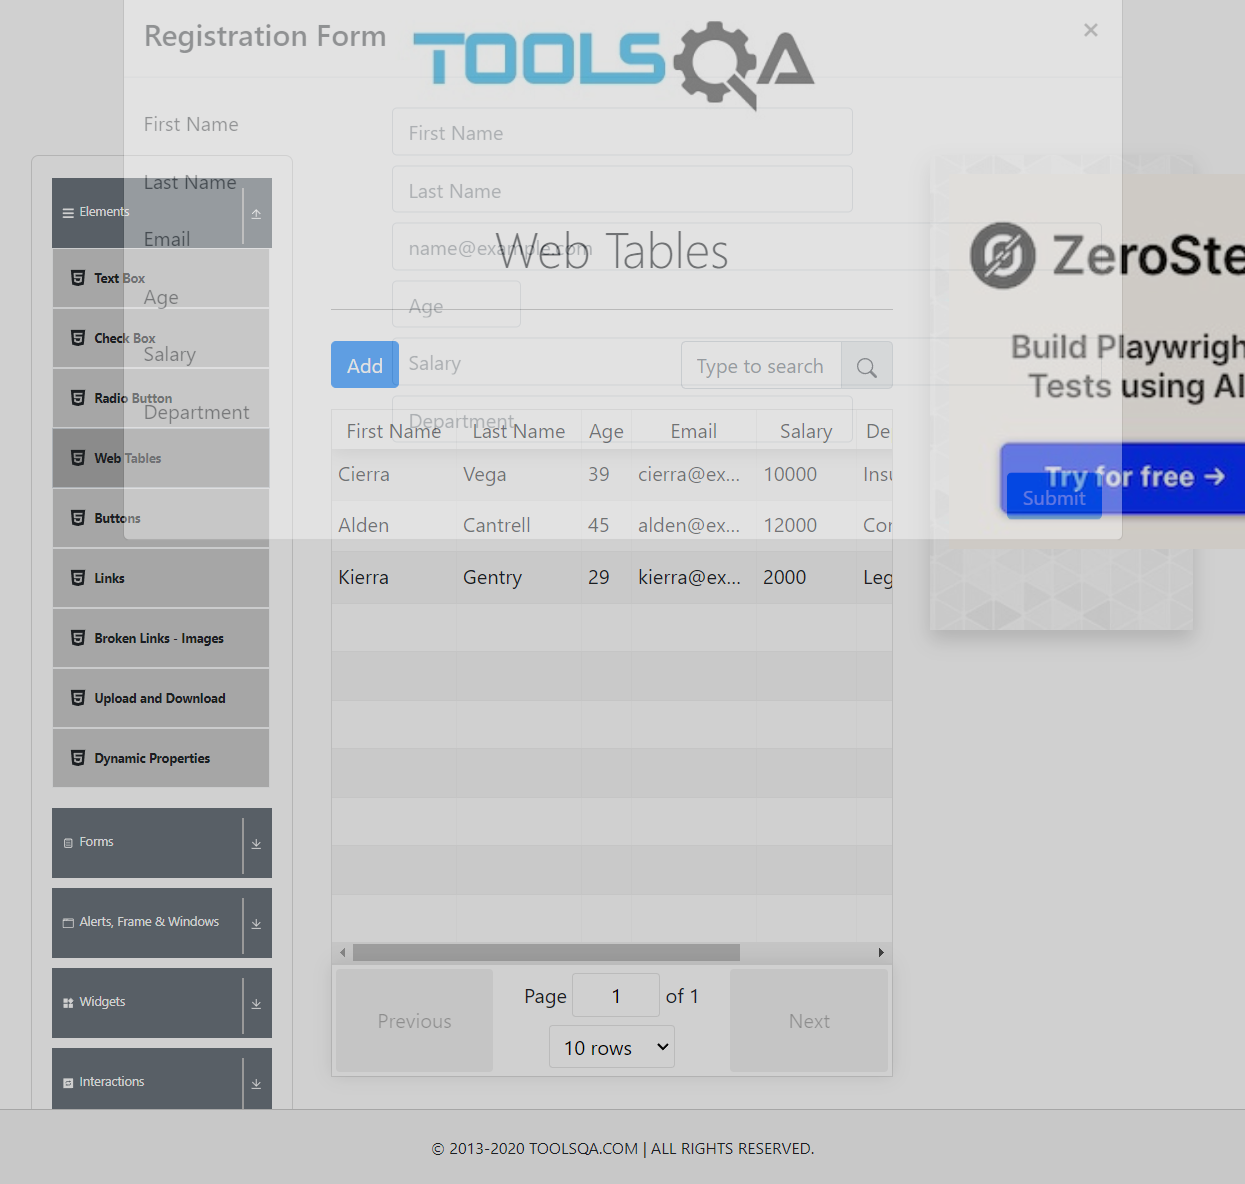 Registration Form
×
TOOLSQA
First Name
First Name
Last Name
Last Name
Email
name@example.com
Age
Age
Salary
Salary
Department
Department
Submit
Elements
Text Box
Check Box
Radio Button
Web Tables
Buttons
Links
Broken Links - Images
Upload and Download
Dynamic Properties
Forms
Alerts, Frame & Windows
Widgets
Interactions
Web Tables
Add
Type to search
First Name Last Name Age Email Salary De
Cierra Vega 39 cierra@ex... 10000 Insu
Alden Cantrell 45 alden@ex... 12000 Cor
Kierra Gentry 29 kierra@ex... 2000 Leg
Previous
Page 1 of 1
10 rows
Next
ZeroSte
Build Playwrigh
Tests using AI
Try for free →
© 2013-2020 TOOLSQA.COM | ALL RIGHTS RESERVED.